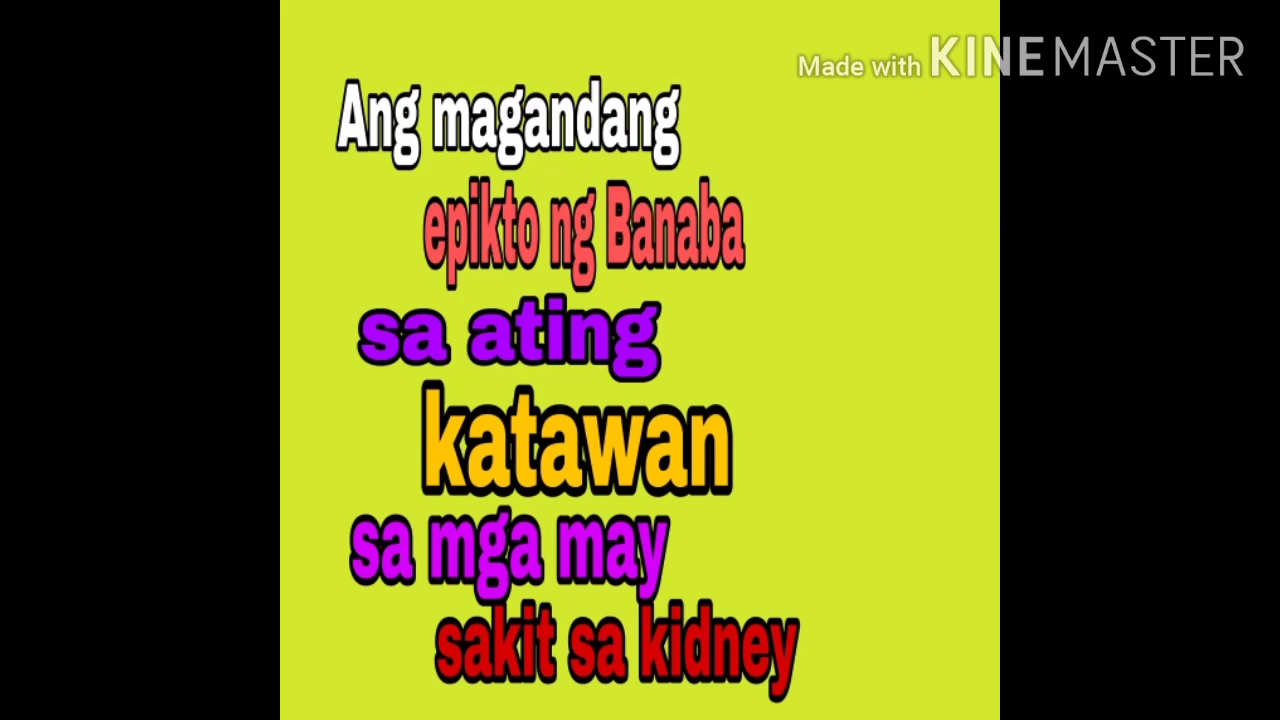 Made with KINEMASTER
Ang magandang
epikto ng Banaba
sa ating
katawan
sa mga may
sakit sa kidney